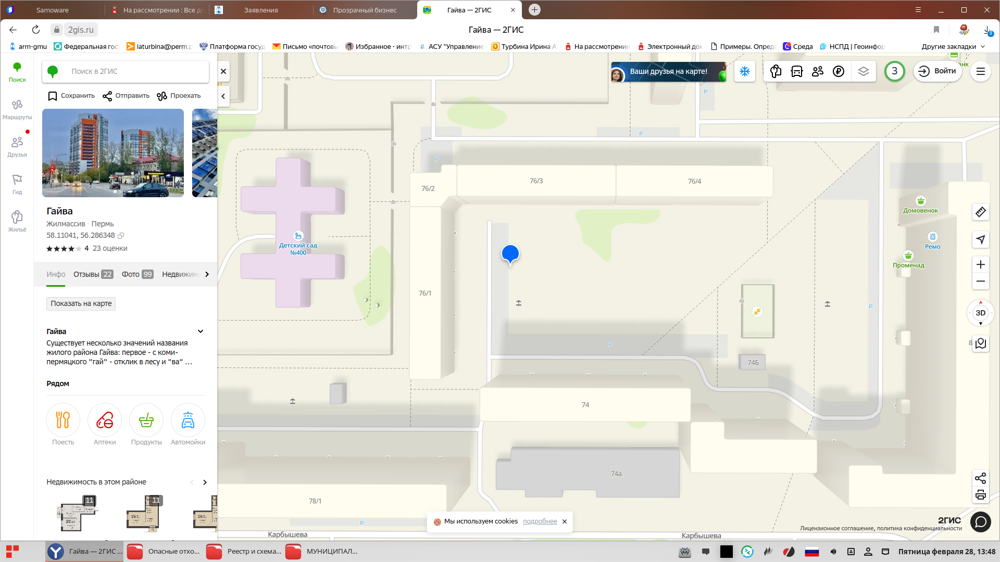 Samoware
На рассмотрении : Все до
Заявления
Прозрачный бизнес
Гайва — 2ГИС
2gis.ru
Гайва — 2ГИС
8
arm-gmu
Федеральная гос
iaturbina@perm.p
Платформа госуд
Письмо «почтовы
Избранное - интр
АСУ "Управление
Турбина Ирина А
На рассмотрении
Электронный док
Примеры. Опред
Среда
НСПД | Геоинфор
Другие закладки
Поиск
Маршруты
Друзья
Гид
Жильё
Поиск в 2ГИС
Сохранить
Отправить
Проехать
Гайва
Жилмассив · Пермь
58.11041, 56.286348
4 23 оценки
Инфо
Отзывы 22
Фото 99
Недвижим
Показать на карте
Гайва
Существует несколько значений названия
жилого района Гайва: первое - с коми-
пермяцкого "гай" - отклик в лесу и "ва" ...
Рядом
Поесть
Аптеки
Продукты
Автомойки
Недвижимость в этом районе
11
11
2Е
2Е
2Е
Ваши друзья на карте!
3
Войти
анк
P
P
P
76/2
76/3
76/4
Детский сад
№400
76/1
Домовенок
Ремо
Променад
3D
P
P
8
74Б
74
74а
78/1
P
Карбышева
Карбышева
Мы используем cookies подробнее
2ГИС
Лицензионное соглашение, политика конфиденциальности
Гайва — 2ГИС ...
Опасные отхо...
Реестр и схема...
МУНИЦИПАЛ...
Пятница февраля 28, 13:48